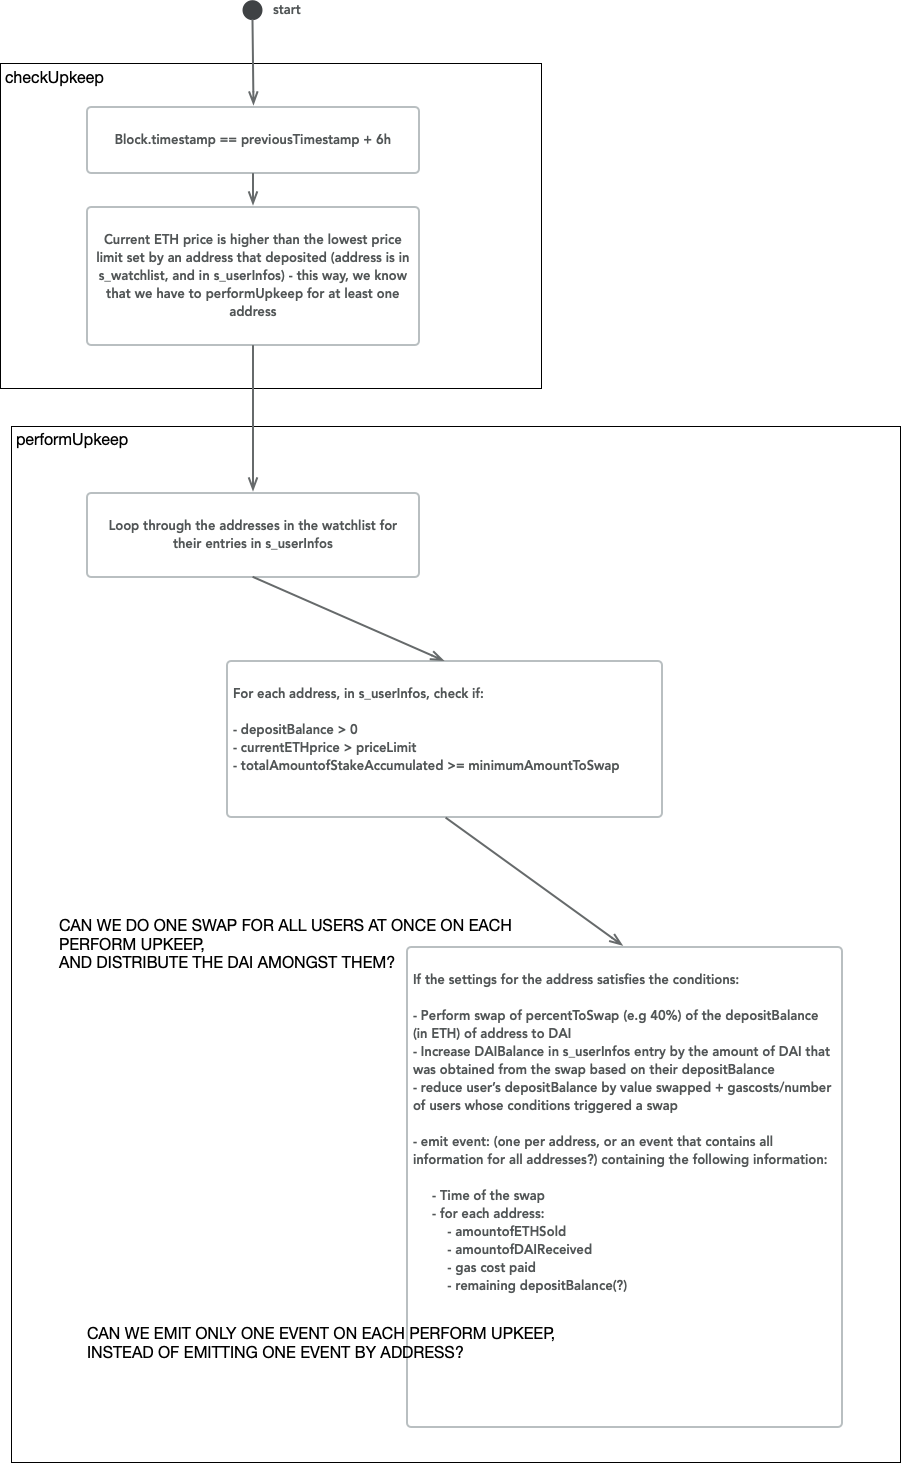 start
checkUpkeep
Block.timestamp == previousTimestamp + 6h
Current ETH price is higher than the lowest price
limit set by an address that deposited (address is in
s_watchlist, and in s_userInfos) - this way, we know
that we have to performUpkeep for at least one
address
performUpkeep
Loop through the addresses in the watchlist for
their entries in s_userInfos
For each address, in s_userInfos, check if:
- depositBalance > 0
- currentETHprice > priceLimit
- totalAmountofStakeAccumulated >= minimumAmountToSwap
CAN WE DO ONE SWAP FOR ALL USERS AT ONCE ON EACH
PERFORM UPKEEP,
AND DISTRIBUTE THE DAI AMONGST THEM?
If the settings for the address satisfies the conditions:
- Perform swap of percentToSwap (e.g 40%) of the depositBalance
(in ETH) of address to DAI
- Increase DAIBalance in s_userInfos entry by the amount of DAI that
was obtained from the swap based on their depositBalance
- reduce user's depositBalance by value swapped + gascosts/number
of users whose conditions triggered a swap
- emit event: (one per address, or an event that contains all
information for all addresses?) containing the following information:
- Time of the swap
- for each address:
- amountofETHSold
- amountofDAIReceived
- gas cost paid
- remaining depositBalance(?)
CAN WE EMIT ONLY ONE EVENT ON EACH PERFORM UPKEEP,
INSTEAD OF EMITTING ONE EVENT BY ADDRESS?